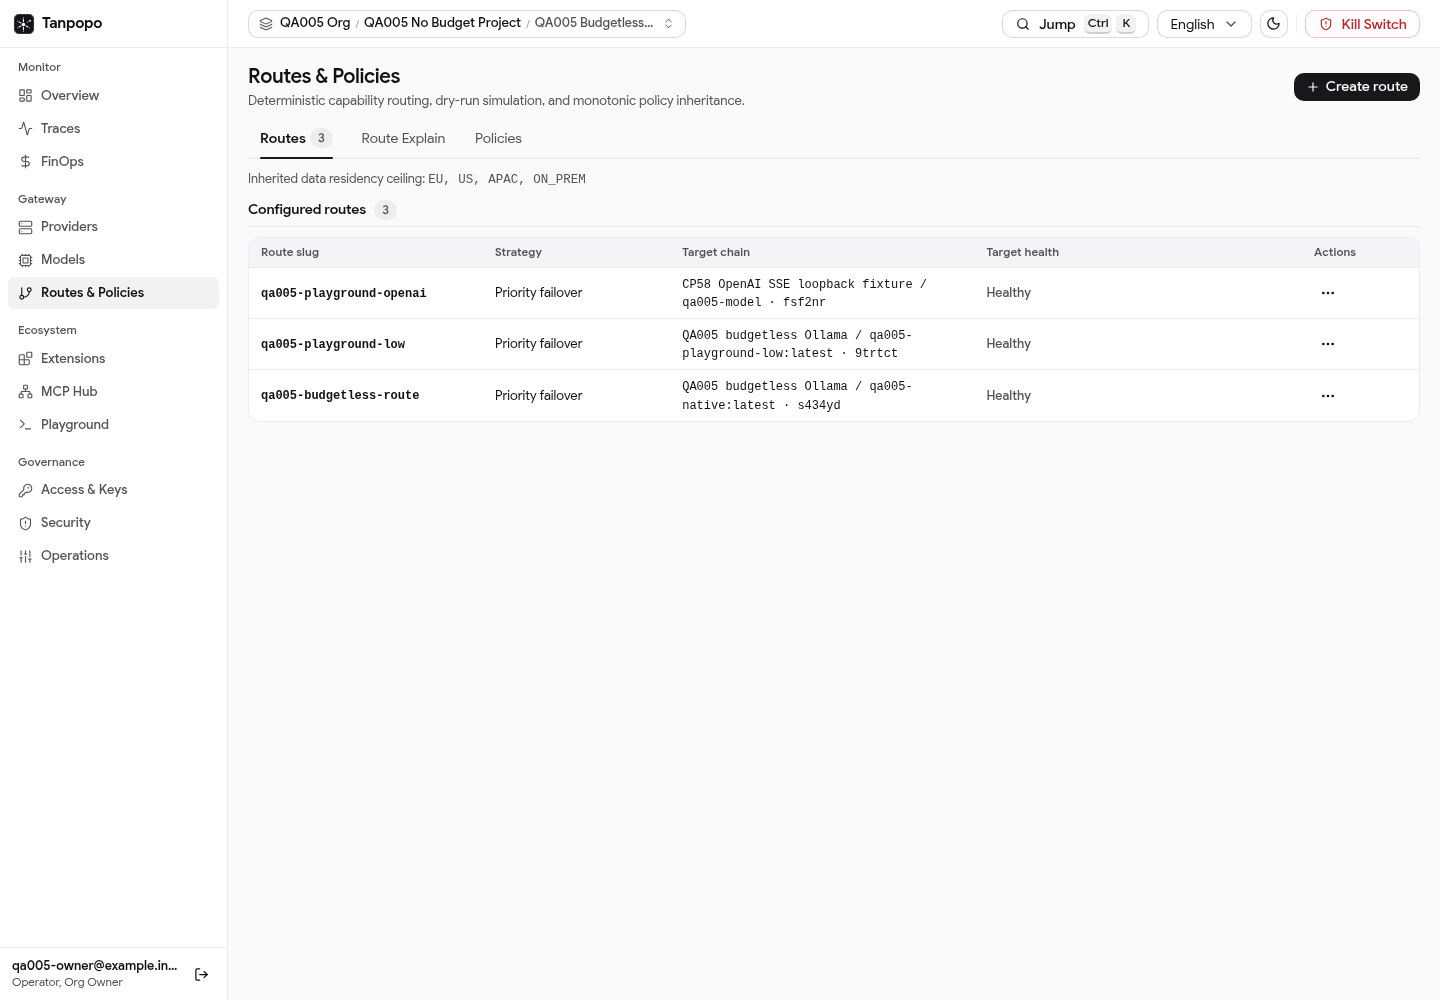 Tanpopo
QA005 Org / QA005 No Budget Project / QA005 Budgetless...
Jump Ctrl K
English
Kill Switch
Monitor
Overview
Traces
FinOps
Gateway
Providers
Models
Routes & Policies
Ecosystem
Extensions
MCP Hub
Playground
Governance
Access & Keys
Security
Operations
qa005-owner@example.in...
Operator, Org Owner
Routes & Policies
Deterministic capability routing, dry-run simulation, and monotonic policy inheritance.
Create route
Routes 3
Route Explain
Policies
Inherited data residency ceiling: EU, US, APAC, ON_PREM
Configured routes 3
Route slug Strategy Target chain Target health Actions
qa005-playground-openai Priority failover CP58 OpenAI SSE loopback fixture /
qa005-model · fsf2nr Healthy
qa005-playground-low Priority failover QA005 budgetless Ollama / qa005-
playground-low:latest · 9trtct Healthy
qa005-budgetless-route Priority failover QA005 budgetless Ollama / qa005-
native:latest · s434yd Healthy